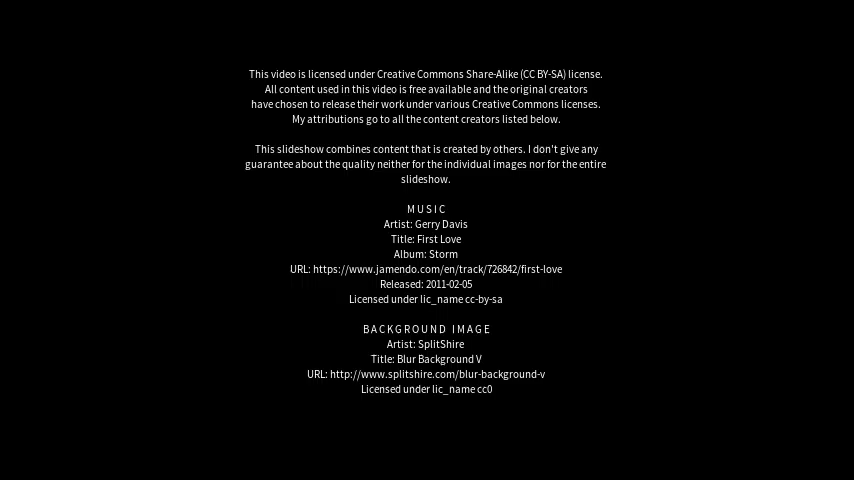 This video is licensed under Creative Commons Share-Alike (CC BY-SA) license.
All content used in this video is free available and the original creators
have chosen to release their work under various Creative Commons licenses.
My attributions go to all the content creators listed below.
This slideshow combines content that is created by others. I don't give any
guarantee about the quality neither for the individual images nor for the entire
slideshow.
MUSIC
Artist: Gerry Davis
Title: First Love
Album: Storm
URL: https://www.jamendo.com/en/track/726842/first-love
Released: 2011-02-05
Licensed under lic_name cc-by-sa
BACKGROUND IMAGE
Artist: SplitShire
Title: Blur Background V
URL: http://www.splitshire.com/blur-background-v
Licensed under lic_name cc0